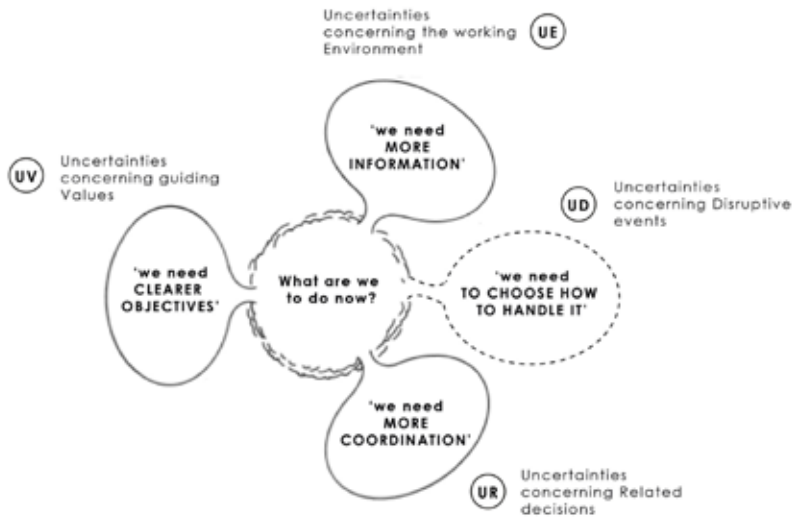 Uncertainties
concerning the working
Environment
UE
'we need
MORE
INFORMATION'
UV
Uncertainties
concerning guiding
Values
'we need
CLEARER
OBJECTIVES'
What are we
to do now?
UD
Uncertainties
concerning Disruptive
events
'we need
TO CHOOSE HOW
TO HANDLE IT'
'we need
MORE
COORDINATION'
UR
Uncertainties
concerning Related
decisions